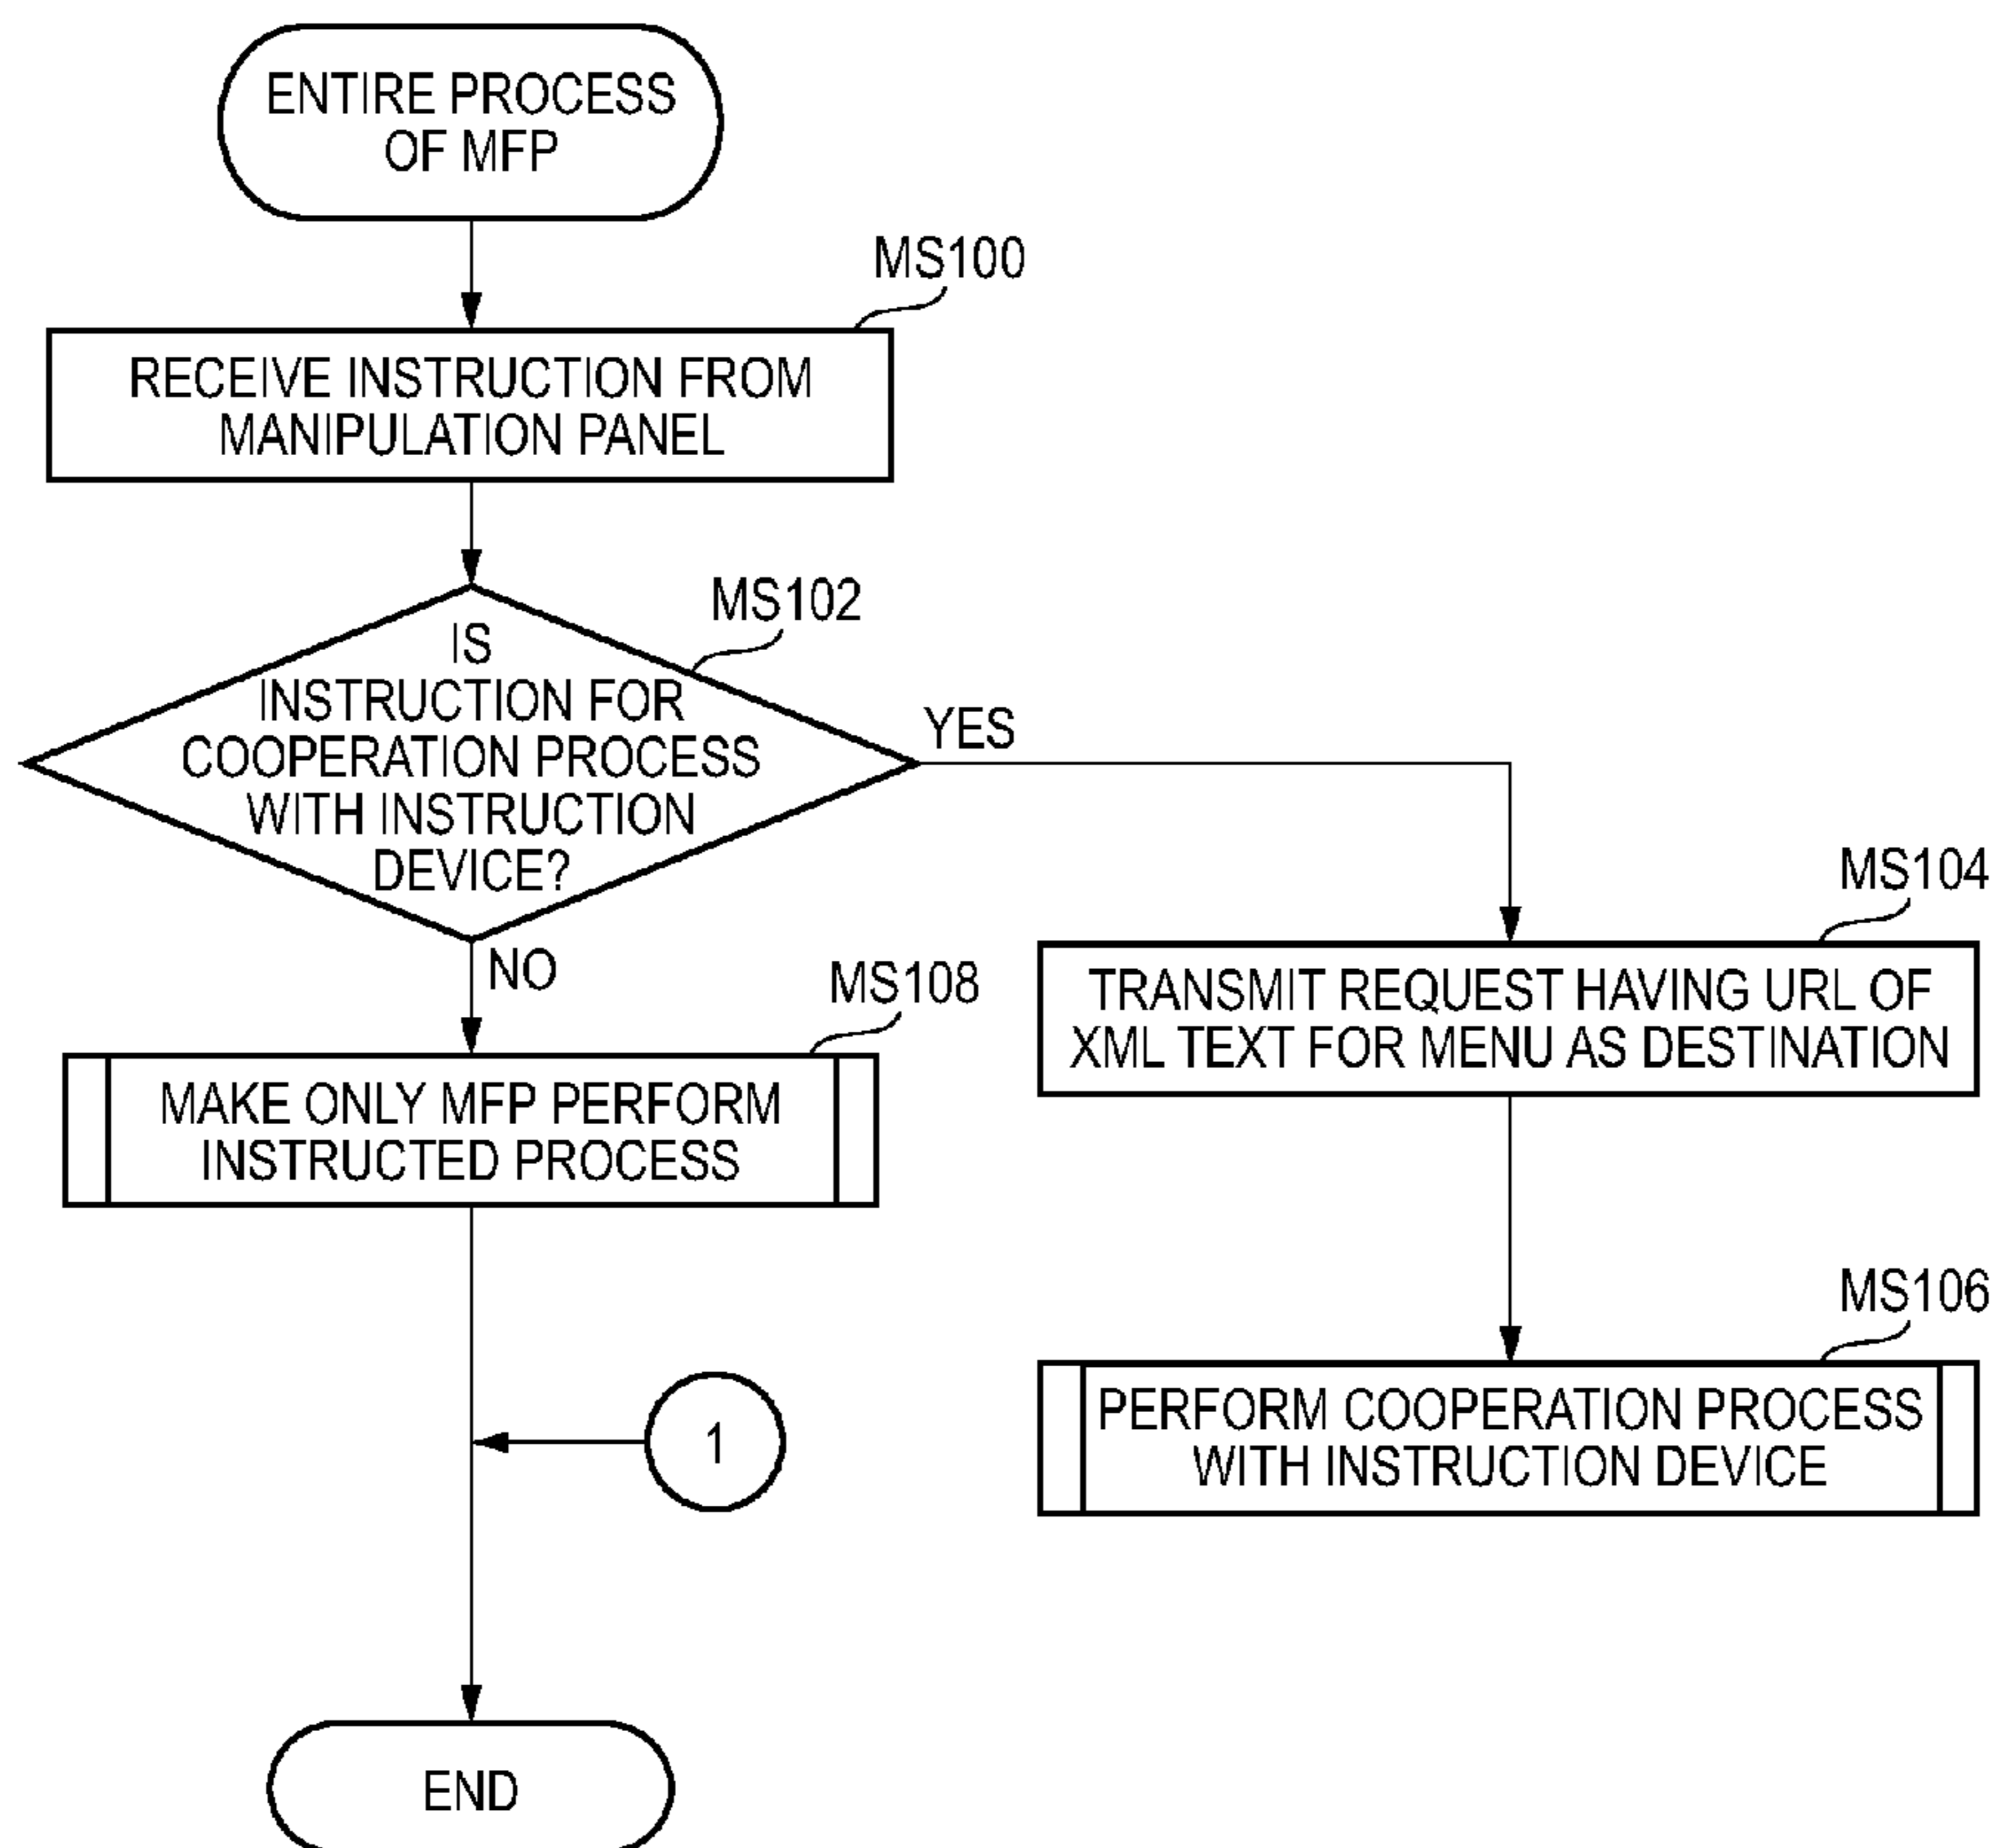 ENTIRE PROCESS
OF MFP
MS100
RECEIVE INSTRUCTION FROM
MANIPULATION PANEL
MS102
IS
INSTRUCTION FOR
COOPERATION PROCESS
WITH INSTRUCTION
DEVICE?
YES
NO
MS104
TRANSMIT REQUEST HAVING URL OF
XML TEXT FOR MENU AS DESTINATION
MS108
MAKE ONLY MFP PERFORM
INSTRUCTED PROCESS
MS106
PERFORM COOPERATION PROCESS
WITH INSTRUCTION DEVICE
1
END